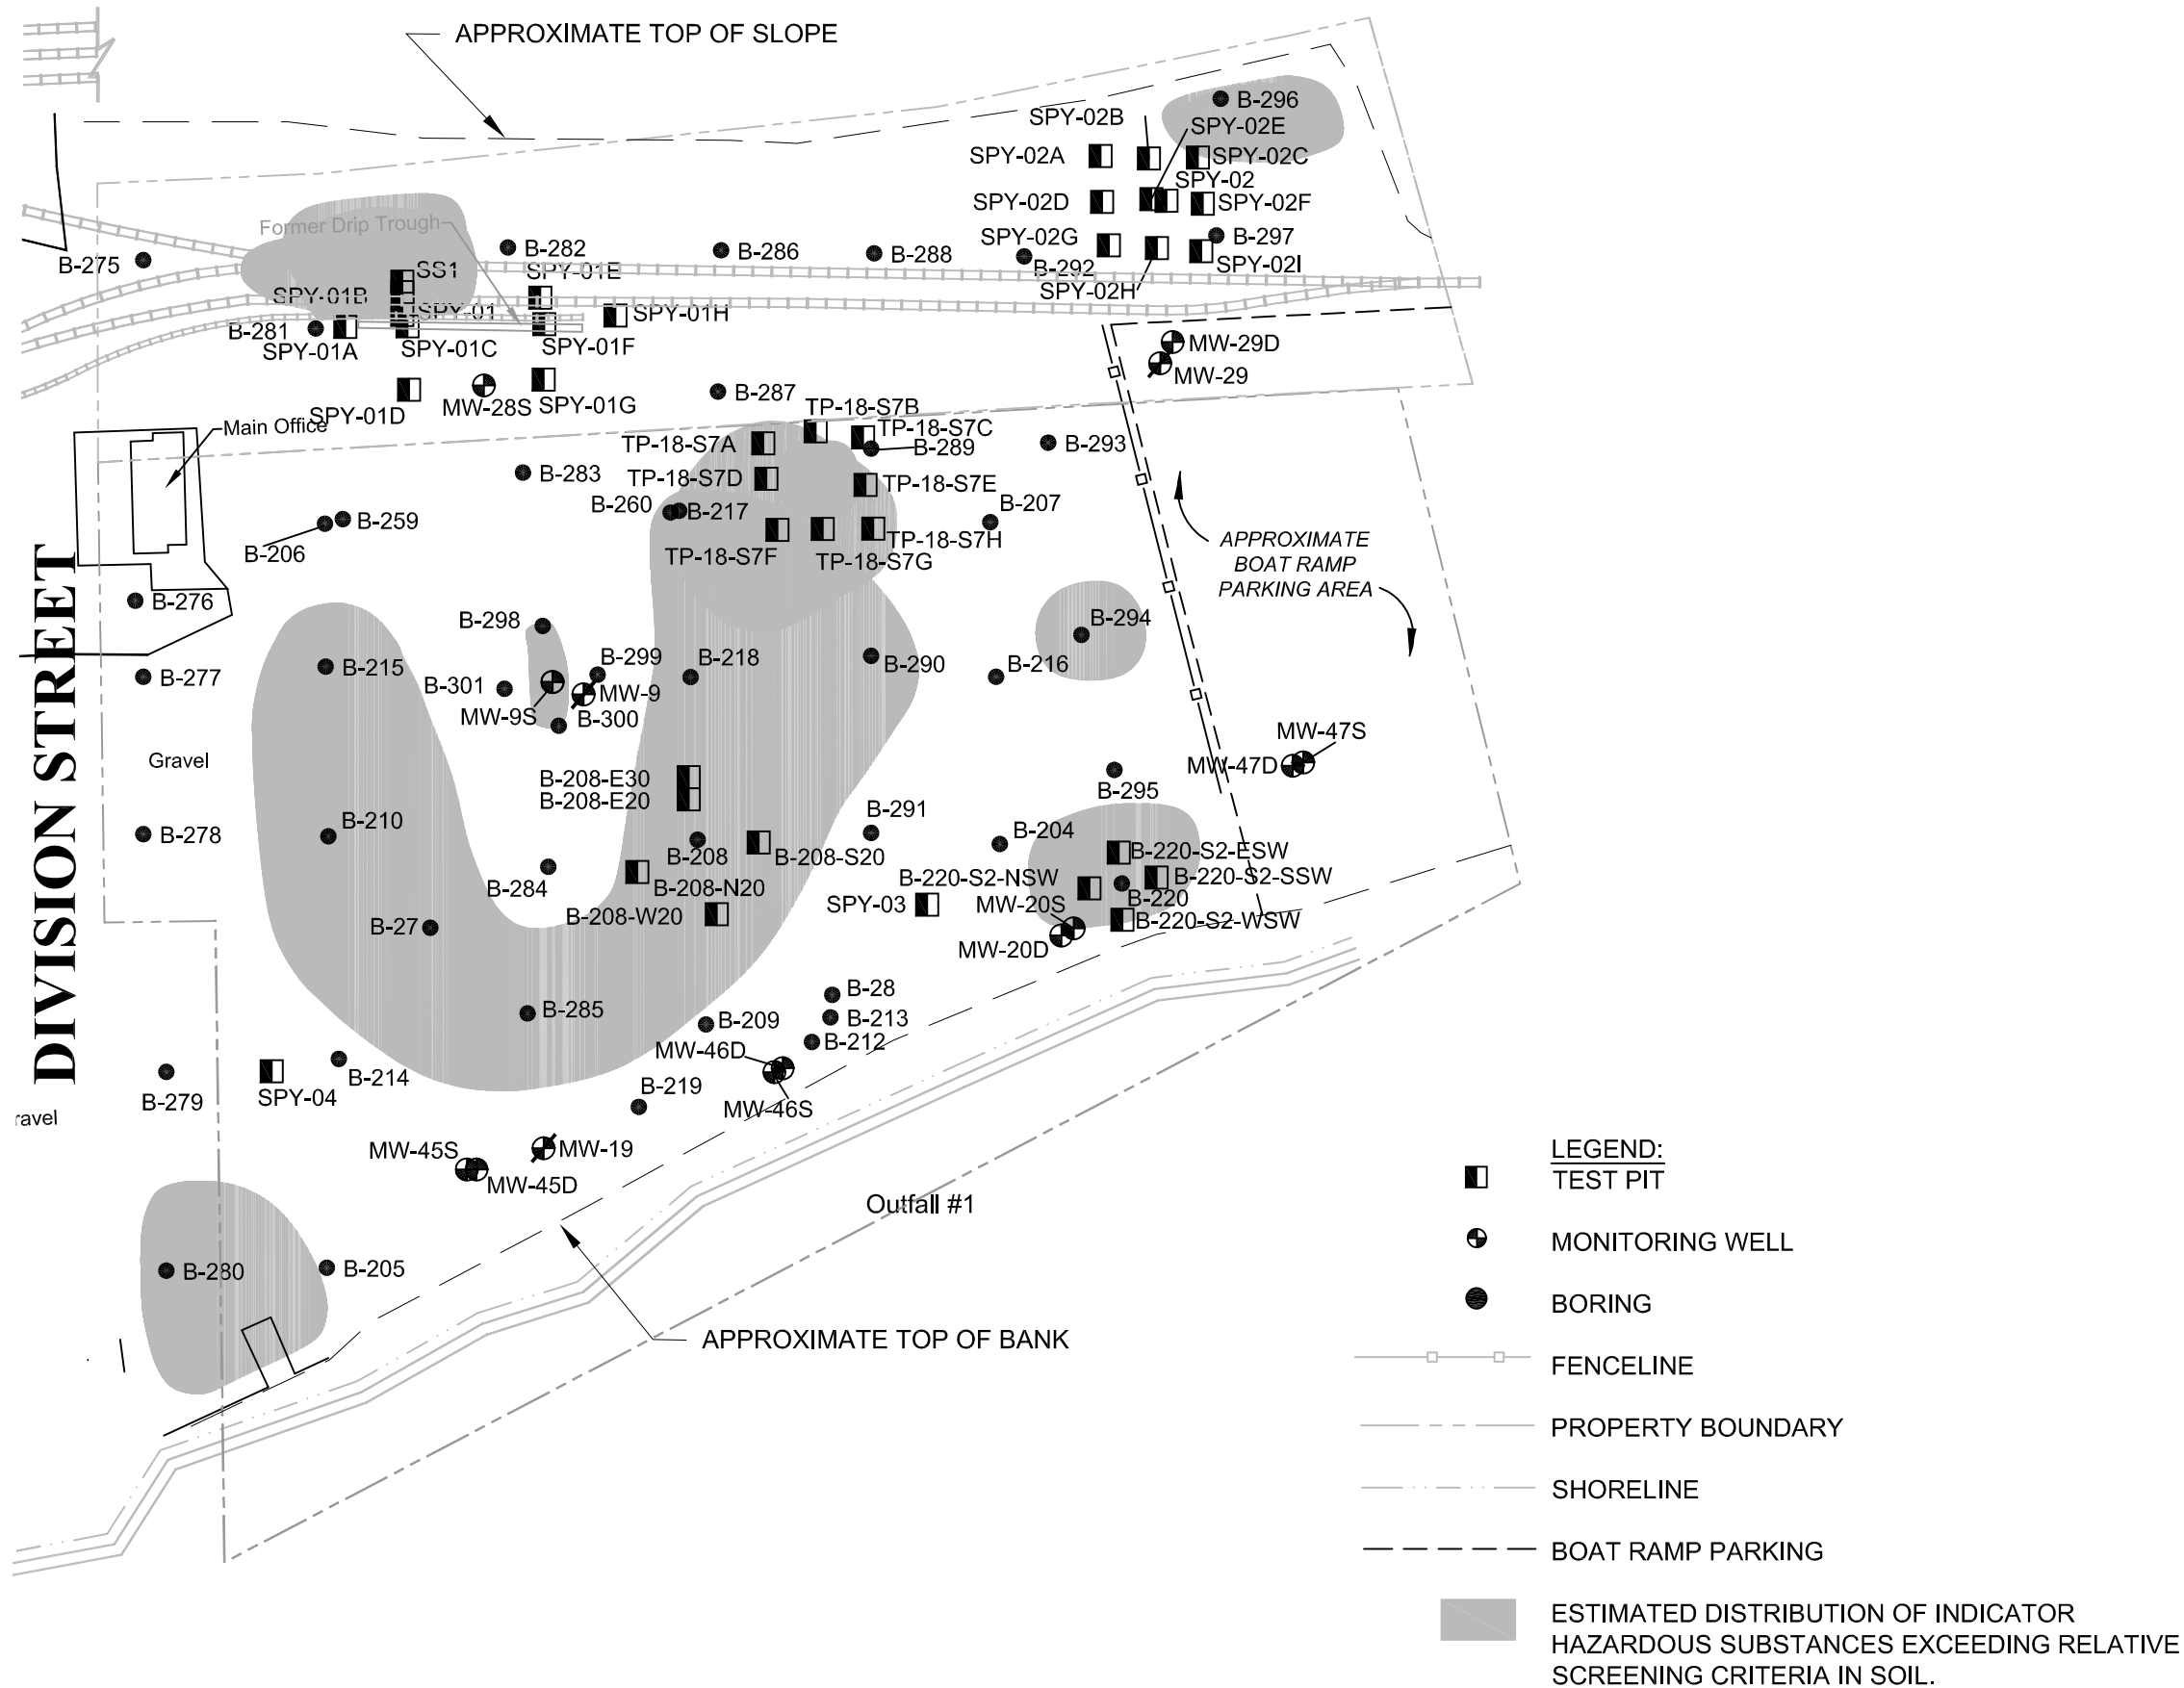 APPROXIMATE TOP OF SLOPE
B-296
SPY-02B
SPY-02E
SPY-02A
SPY-02C
SPY-02
SPY-02D
SPY-02F
Former Drip Trough
SPY-02G
B-297
B-275
B-282
B-286
B-288
B-292
SPY-02I
SS1
SPY-01E
SPY-02H
SPY-01B
SPY-01
SPY-01H
B-281
SPY-01A
SPY-01C
SPY-01F
MW-29D
MW-29
SPY-01D
MW-28S
SPY-01G
B-287
TP-18-S7B
Main Office
TP-18-S7A
TP-18-S7C
B-289
B-293
B-283
TP-18-S7D
TP-18-S7E
B-260
B-217
B-207
B-259
B-206
TP-18-S7F
TP-18-S7G
TP-18-S7H
APPROXIMATE
BOAT RAMP
PARKING AREA
DIVISION STREET
B-276
B-298
B-294
B-215
B-299
B-218
B-290
B-216
B-277
B-301
MW-9
MW-9S
B-300
MW-47S
Gravel
MW-47D
B-208-E30
B-208-E20
B-295
B-291
B-278
B-210
B-204
B-208
B-208-S20
B-220-S2-ESW
B-284
B-208-N20
B-220-S2-NSW
B-220-S2-SSW
B-220
SPY-03
MW-20S
B-208-W20
B-220-S2-WSW
B-27
MW-20D
B-28
B-285
B-213
B-209
B-212
MW-46D
B-214
B-219
B-279
SPY-04
MW-46S
ravel
MW-45S
MW-19
MW-45D
Outfall #1
B-280
B-205
APPROXIMATE TOP OF BANK
LEGEND:
TEST PIT
MONITORING WELL
BORING
FENCELINE
PROPERTY BOUNDARY
SHORELINE
BOAT RAMP PARKING
ESTIMATED DISTRIBUTION OF INDICATOR
HAZARDOUS SUBSTANCES EXCEEDING RELATIVE
SCREENING CRITERIA IN SOIL.